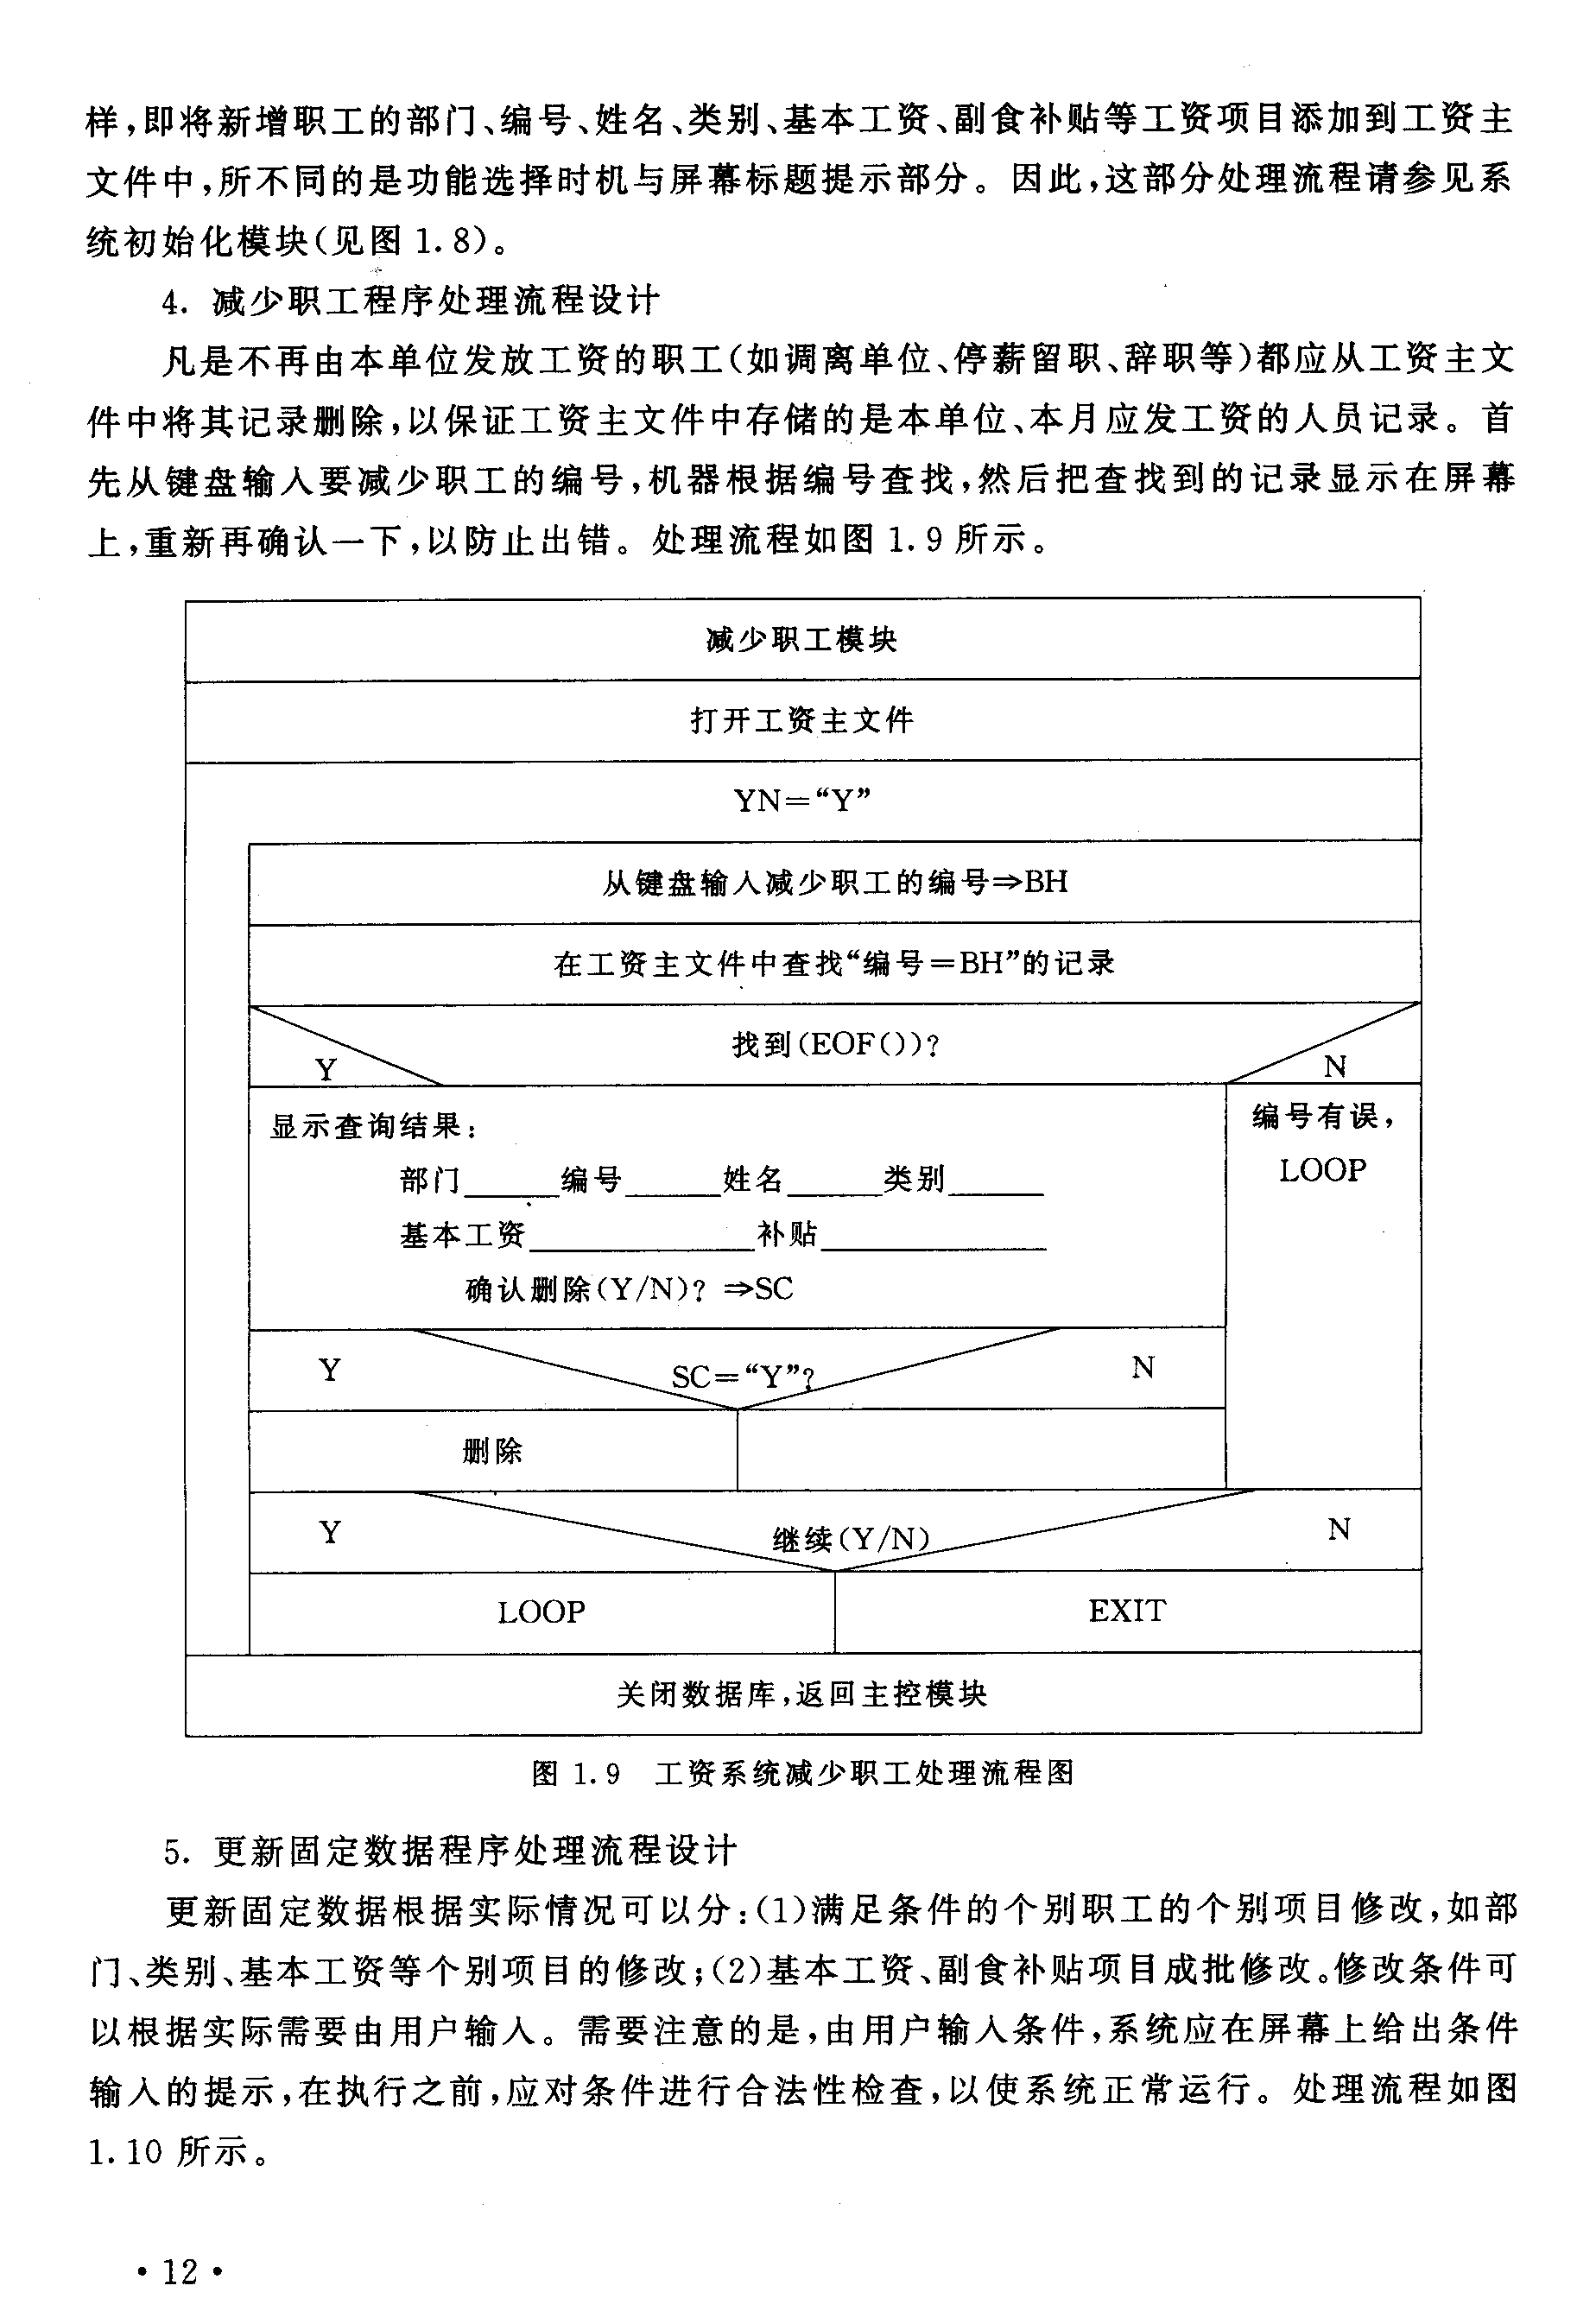 样,即将新增职工的部门、编号、姓名、类别、基本工资、副食补贴等工资项目添加到工资主
文件中,所不同的是功能选择时机与屏幕标题提示部分。因此,这部分处理流程请参见系
统初始化模块(见图 1.8)。
4. 减少职工程序处理流程设计
凡是不再由本单位发放工资的职工(如调离单位、停薪留职、辞职等)都应从工资主文
件中将其记录删除,以保证工资主文件中存储的是本单位、本月应发工资的人员记录。首
先从键盘输入要减少职工的编号,机器根据编号查找,然后把查找到的记录显示在屏幕
上,重新再确认一下,以防止出错。处理流程如图 1.9 所示。
减少职工模块
打开工资主文件
YN=“Y”
从键盘输入减少职工的编号⇒BH
在工资主文件中查找“编号=BH”的记录
找到(EOF())?
Y N
显示查询结果:
部门______编号______姓名______类别______
基本工资______________补贴______________
确认删除(Y/N)? ⇒SC
编号有误,
LOOP
Y SC=“Y”? N
删除
Y 继续(Y/N) N
LOOP EXIT
关闭数据库,返回主控模块
图 1.9 工资系统减少职工处理流程图
5. 更新固定数据程序处理流程设计
更新固定数据根据实际情况可以分:(1)满足条件的个别职工的个别项目修改,如部
门、类别、基本工资等个别项目的修改;(2)基本工资、副食补贴项目成批修改。修改条件可
以根据实际需要由用户输入。需要注意的是,由用户输入条件,系统应在屏幕上给出条件
输入的提示,在执行之前,应对条件进行合法性检查,以使系统正常运行。处理流程如图
1.10 所示。
· 12 ·